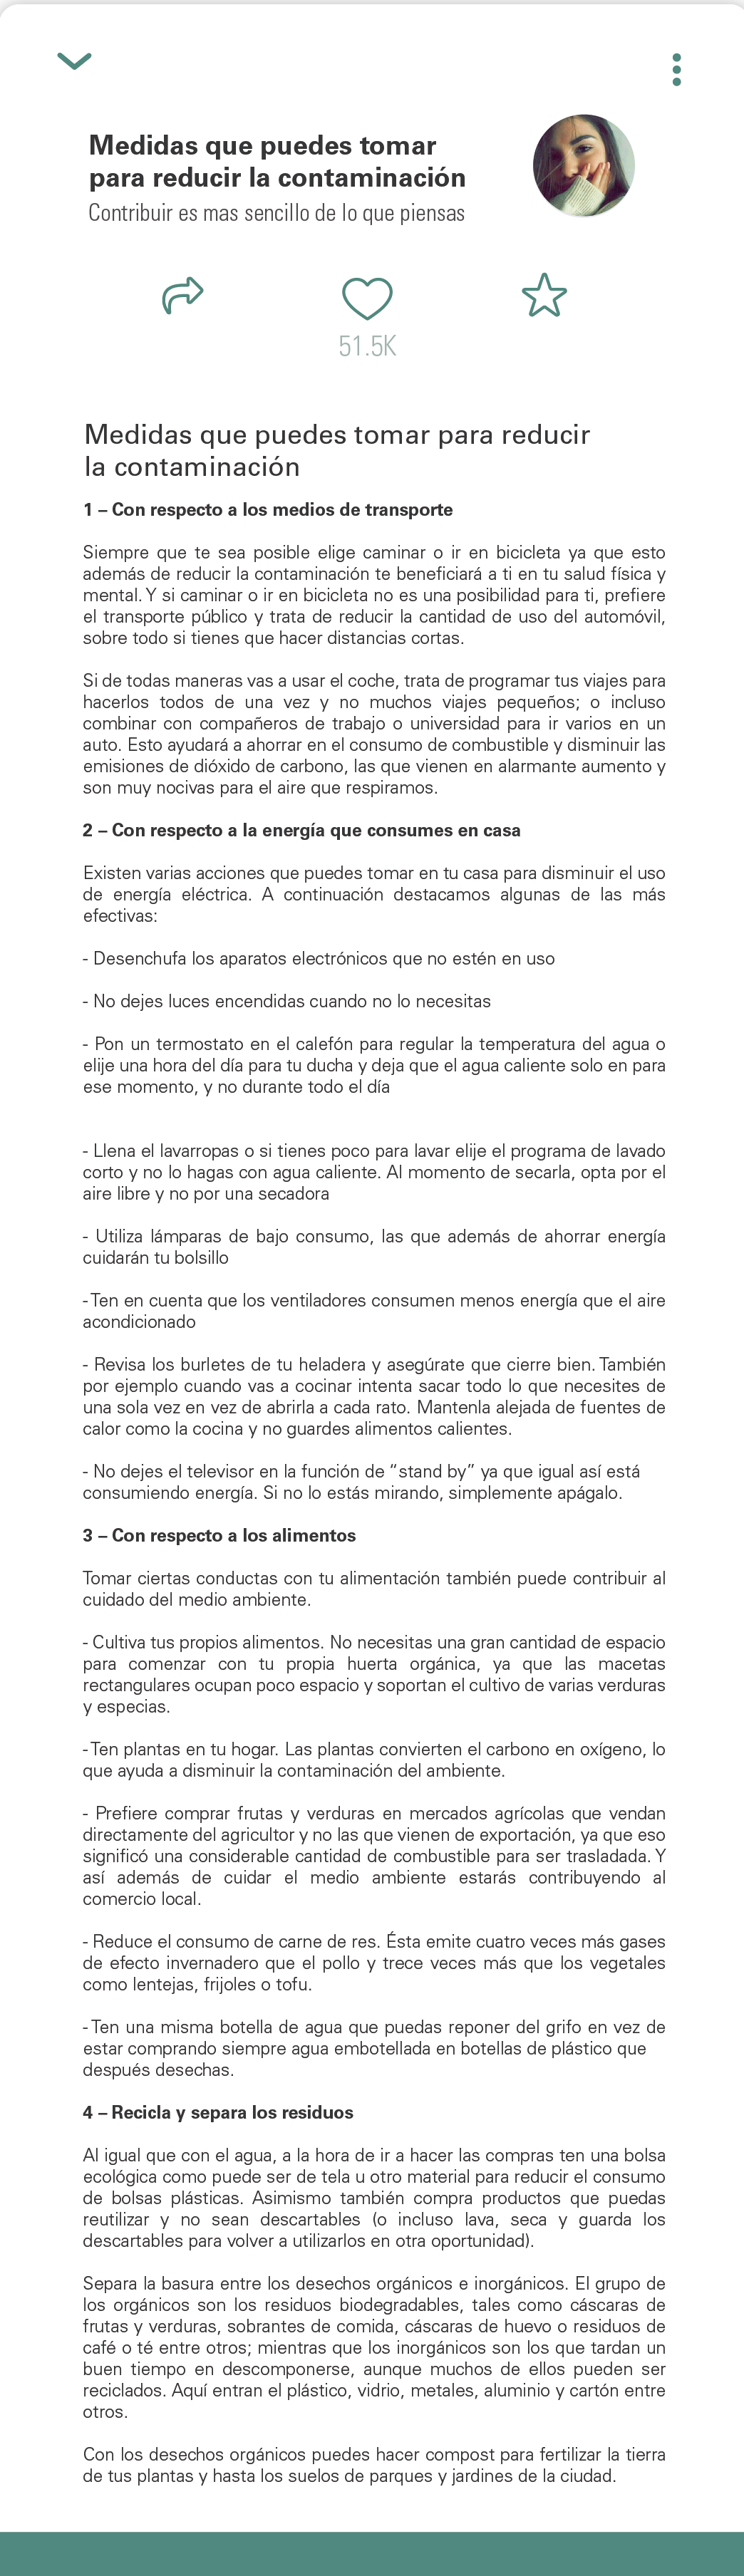 Medidas que puedes tomar
para reducir la contaminación
Contribuir es mas sencillo de lo que piensas
51.5K
Medidas que puedes tomar para reducir
la contaminación
1 – Con respecto a los medios de transporte
Siempre que te sea posible elige caminar o ir en bicicleta ya que esto
además de reducir la contaminación te beneficiará a ti en tu salud física y
mental. Y si caminar o ir en bicicleta no es una posibilidad para ti, prefiere
el transporte público y trata de reducir la cantidad de uso del automóvil,
sobre todo si tienes que hacer distancias cortas.
Si de todas maneras vas a usar el coche, trata de programar tus viajes para
hacerlos todos de una vez y no muchos viajes pequeños; o incluso
combinar con compañeros de trabajo o universidad para ir varios en un
auto. Esto ayudará a ahorrar en el consumo de combustible y disminuir las
emisiones de dióxido de carbono, las que vienen en alarmante aumento y
son muy nocivas para el aire que respiramos.
2 – Con respecto a la energía que consumes en casa
Existen varias acciones que puedes tomar en tu casa para disminuir el uso
de energía eléctrica. A continuación destacamos algunas de las más
efectivas:
- Desenchufa los aparatos electrónicos que no estén en uso
- No dejes luces encendidas cuando no lo necesitas
- Pon un termostato en el calefón para regular la temperatura del agua o
elije una hora del día para tu ducha y deja que el agua caliente solo en para
ese momento, y no durante todo el día
- Llena el lavarropas o si tienes poco para lavar elije el programa de lavado
corto y no lo hagas con agua caliente. Al momento de secarla, opta por el
aire libre y no por una secadora
- Utiliza lámparas de bajo consumo, las que además de ahorrar energía
cuidarán tu bolsillo
- Ten en cuenta que los ventiladores consumen menos energía que el aire
acondicionado
- Revisa los burletes de tu heladera y asegúrate que cierre bien. También
por ejemplo cuando vas a cocinar intenta sacar todo lo que necesites de
una sola vez en vez de abrirla a cada rato. Mantenla alejada de fuentes de
calor como la cocina y no guardes alimentos calientes.
- No dejes el televisor en la función de “stand by” ya que igual así está
consumiendo energía. Si no lo estás mirando, simplemente apágalo.
3 – Con respecto a los alimentos
Tomar ciertas conductas con tu alimentación también puede contribuir al
cuidado del medio ambiente.
- Cultiva tus propios alimentos. No necesitas una gran cantidad de espacio
para comenzar con tu propia huerta orgánica, ya que las macetas
rectangulares ocupan poco espacio y soportan el cultivo de varias verduras
y especias.
- Ten plantas en tu hogar. Las plantas convierten el carbono en oxígeno, lo
que ayuda a disminuir la contaminación del ambiente.
- Prefiere comprar frutas y verduras en mercados agrícolas que vendan
directamente del agricultor y no las que vienen de exportación, ya que eso
significó una considerable cantidad de combustible para ser trasladada. Y
así además de cuidar el medio ambiente estarás contribuyendo al
comercio local.
- Reduce el consumo de carne de res. Ésta emite cuatro veces más gases
de efecto invernadero que el pollo y trece veces más que los vegetales
como lentejas, frijoles o tofu.
- Ten una misma botella de agua que puedas reponer del grifo en vez de
estar comprando siempre agua embotellada en botellas de plástico que
después desechas.
4 – Recicla y separa los residuos
Al igual que con el agua, a la hora de ir a hacer las compras ten una bolsa
ecológica como puede ser de tela u otro material para reducir el consumo
de bolsas plásticas. Asimismo también compra productos que puedas
reutilizar y no sean descartables (o incluso lava, seca y guarda los
descartables para volver a utilizarlos en otra oportunidad).
Separa la basura entre los desechos orgánicos e inorgánicos. El grupo de
los orgánicos son los residuos biodegradables, tales como cáscaras de
frutas y verduras, sobrantes de comida, cáscaras de huevo o residuos de
café o té entre otros; mientras que los inorgánicos son los que tardan un
buen tiempo en descomponerse, aunque muchos de ellos pueden ser
reciclados. Aquí entran el plástico, vidrio, metales, aluminio y cartón entre
otros.
Con los desechos orgánicos puedes hacer compost para fertilizar la tierra
de tus plantas y hasta los suelos de parques y jardines de la ciudad.